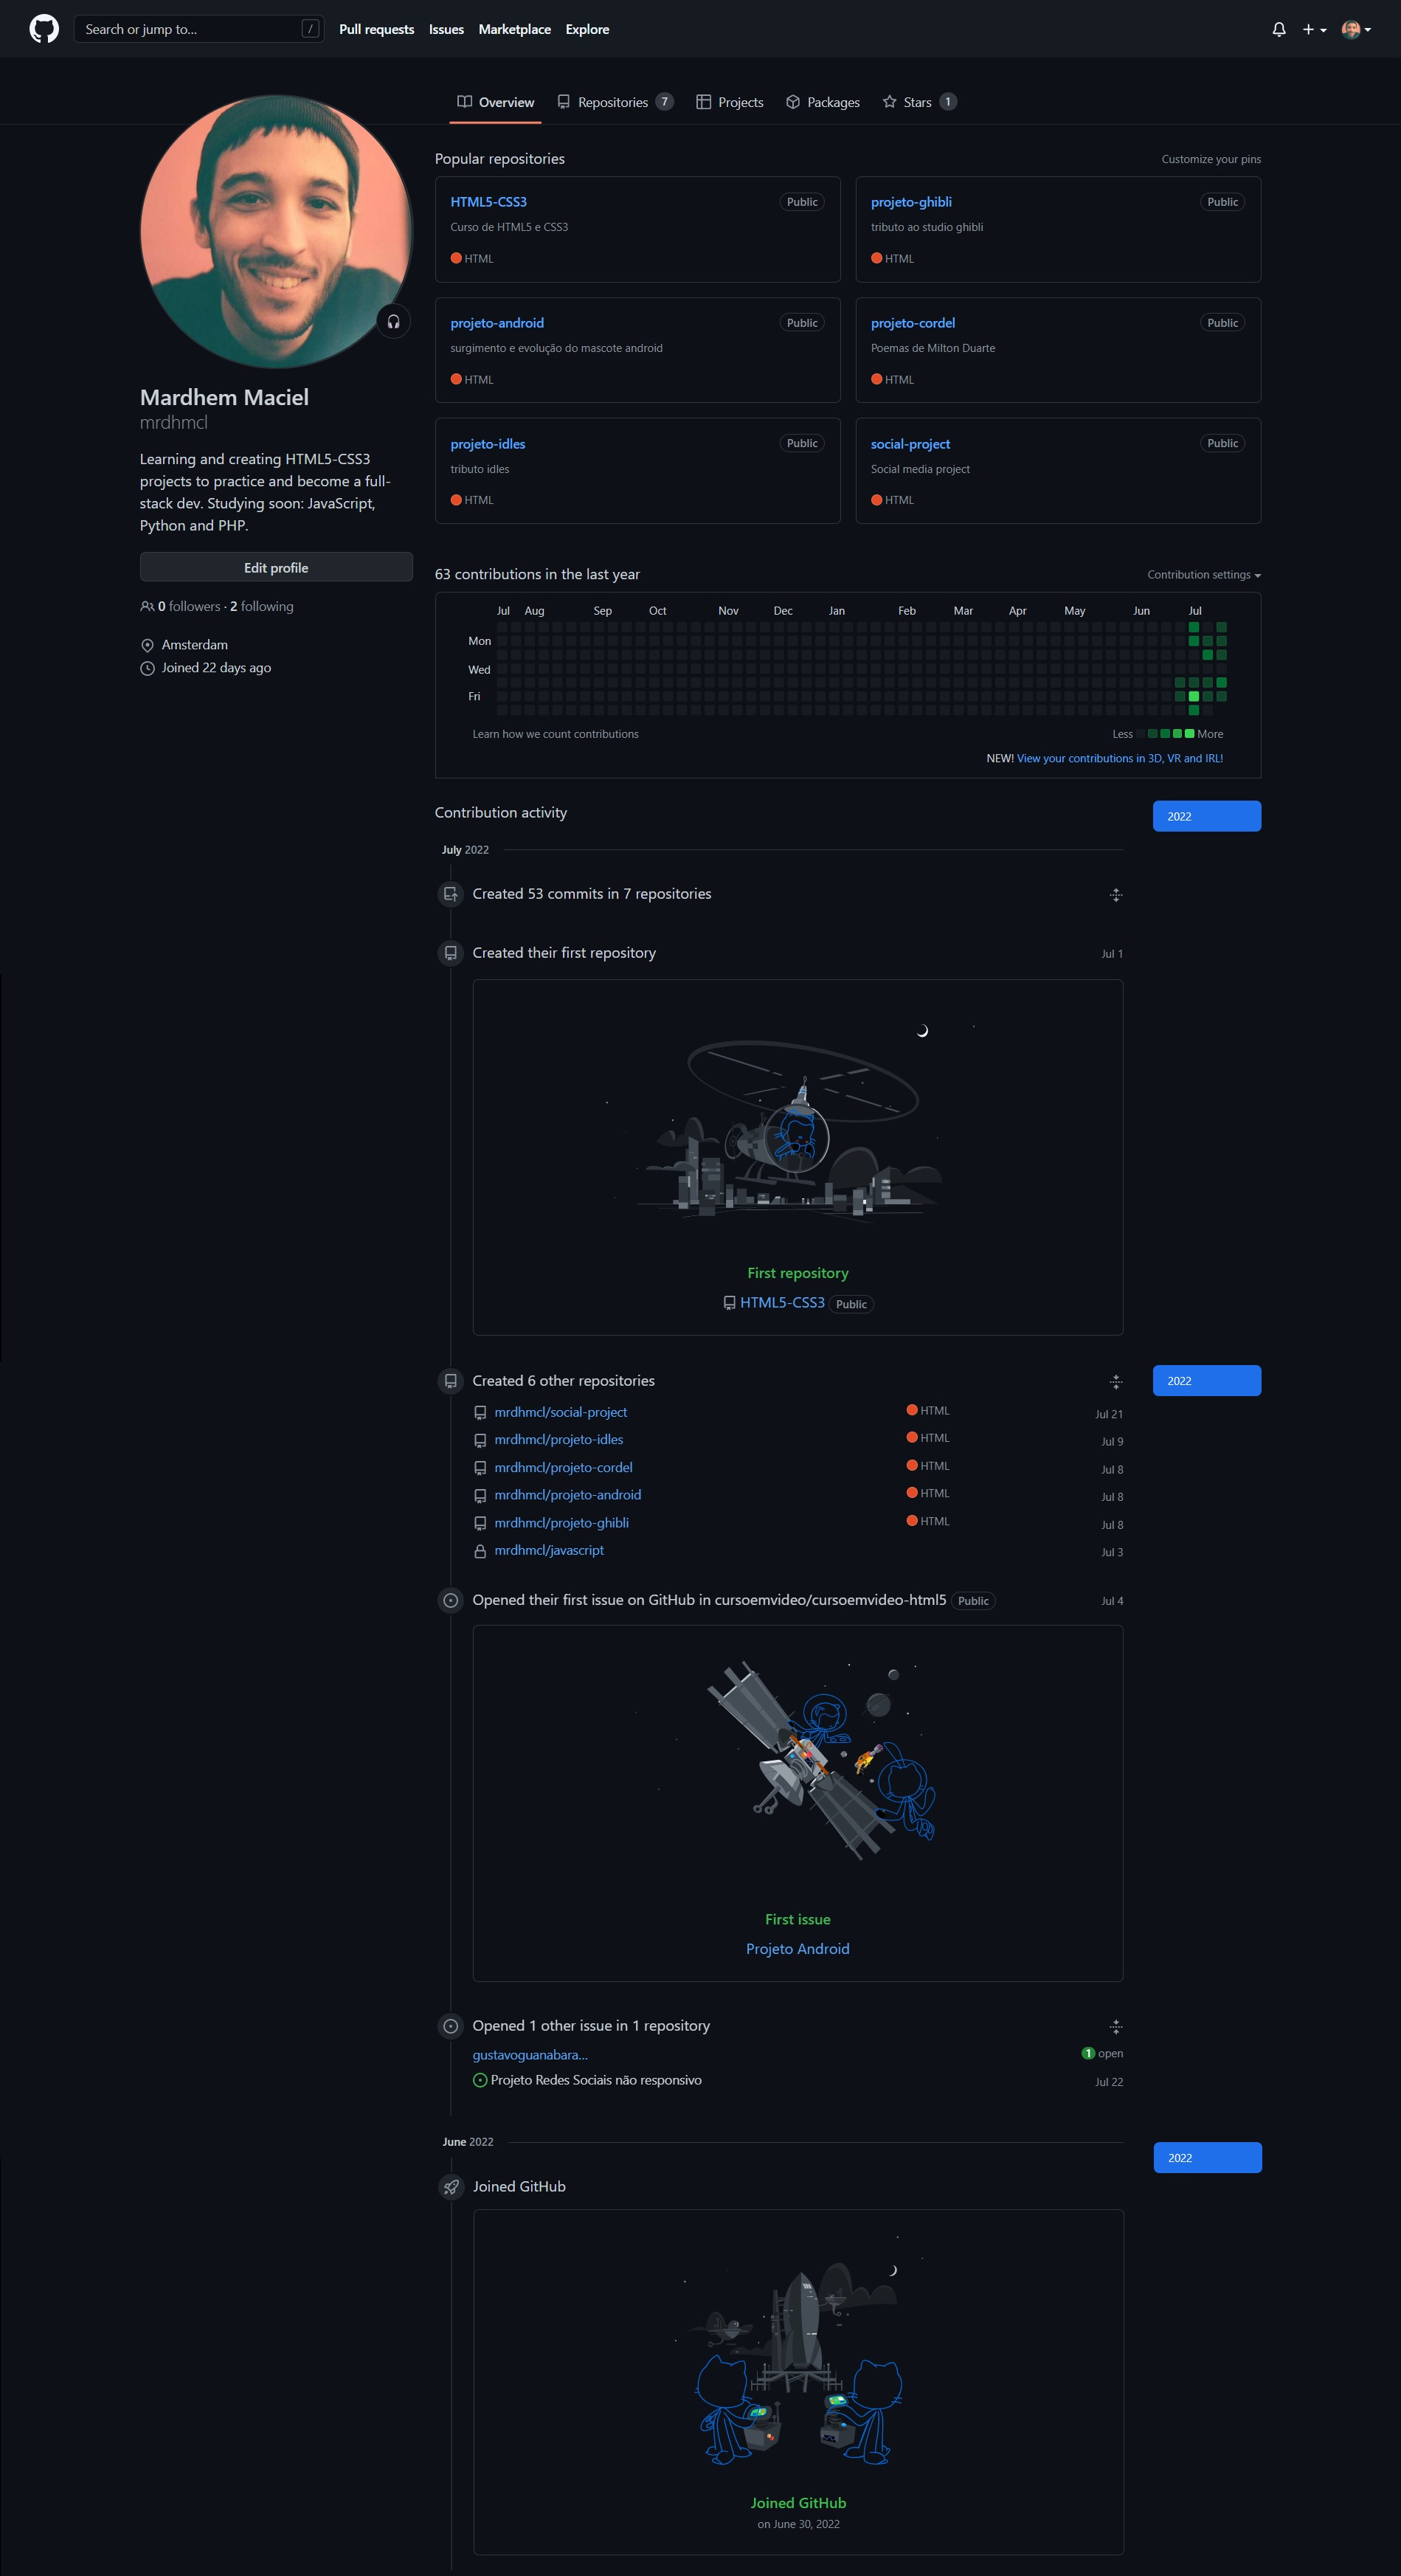 Search or jump to... /
Pull requests Issues Marketplace Explore
Overview Repositories 7 Projects Packages Stars 1
Mardhem Maciel
mrdhmcl
Learning and creating HTML5-CSS3
projects to practice and become a full-
stack dev. Studying soon: JavaScript,
Python and PHP.
Edit profile
0 followers · 2 following
Amsterdam
Joined 22 days ago
Popular repositories
Customize your pins
HTML5-CSS3 Public
Curso de HTML5 e CSS3
HTML
projeto-ghibli Public
tributo ao studio ghibli
HTML
projeto-android Public
surgimento e evolução do mascote android
HTML
projeto-cordel Public
Poemas de Milton Duarte
HTML
projeto-idles Public
tributo idles
HTML
social-project Public
Social media project
HTML
63 contributions in the last year
Contribution settings
Jul Aug Sep Oct Nov Dec Jan Feb Mar Apr May Jun Jul
Mon
Wed
Fri
Learn how we count contributions
Less More
NEW! View your contributions in 3D, VR and IRL!
Contribution activity
2022
July 2022
Created 53 commits in 7 repositories
Created their first repository Jul 1
First repository
HTML5-CSS3 Public
Created 6 other repositories
2022
mrdhmcl/social-project HTML Jul 21
mrdhmcl/projeto-idles HTML Jul 9
mrdhmcl/projeto-cordel HTML Jul 8
mrdhmcl/projeto-android HTML Jul 8
mrdhmcl/projeto-ghibli HTML Jul 8
mrdhmcl/javascript Jul 3
Opened their first issue on GitHub in cursoemvideo/cursoemvideo-html5 Public Jul 4
First issue
Projeto Android
Opened 1 other issue in 1 repository
gustavoguanabara... 1 open
Projeto Redes Sociais não responsivo Jul 22
June 2022
2022
Joined GitHub
Joined GitHub
on June 30, 2022